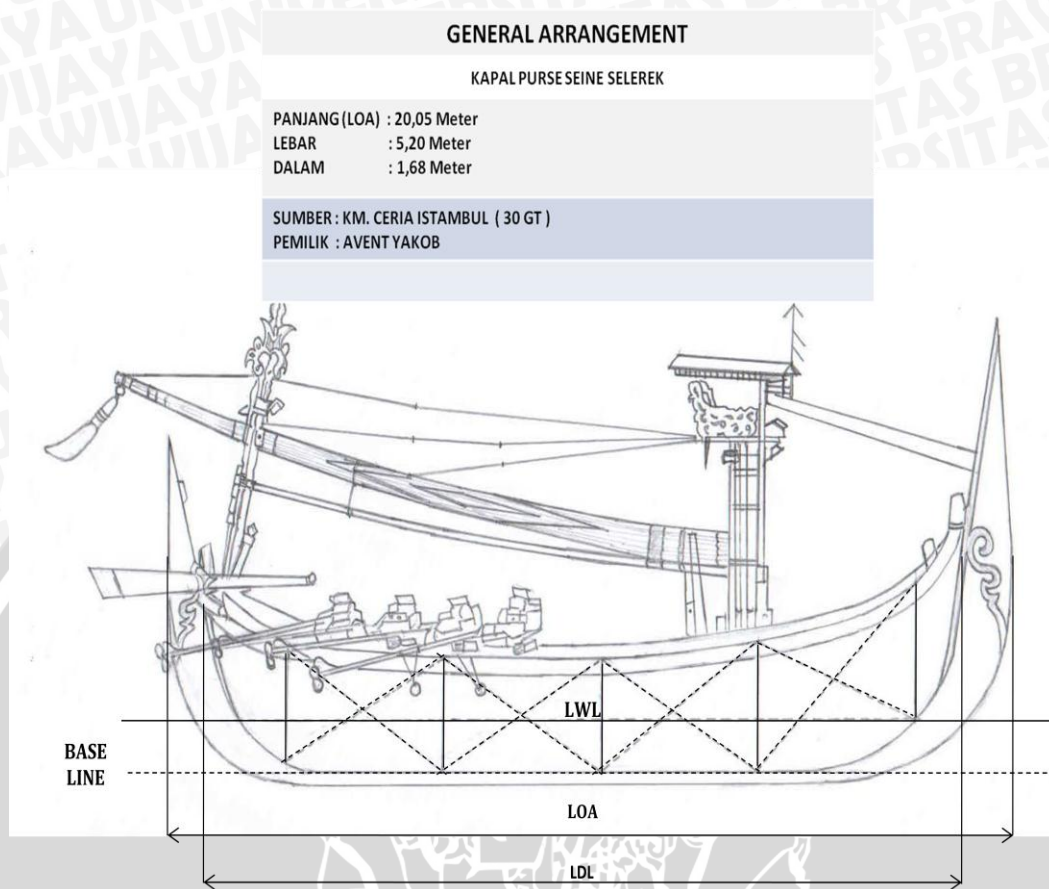 GENERAL ARRANGEMENT
KAPAL PURSE SEINE SELEREK
PANJANG (LOA) : 20,05 Meter
LEBAR : 5,20 Meter
DALAM : 1,68 Meter
SUMBER : KM. CERIA ISTAMBUL ( 30 GT )
PEMILIK : AVENT YAKOB
LWL
BASE
LINE
LOA
LDL